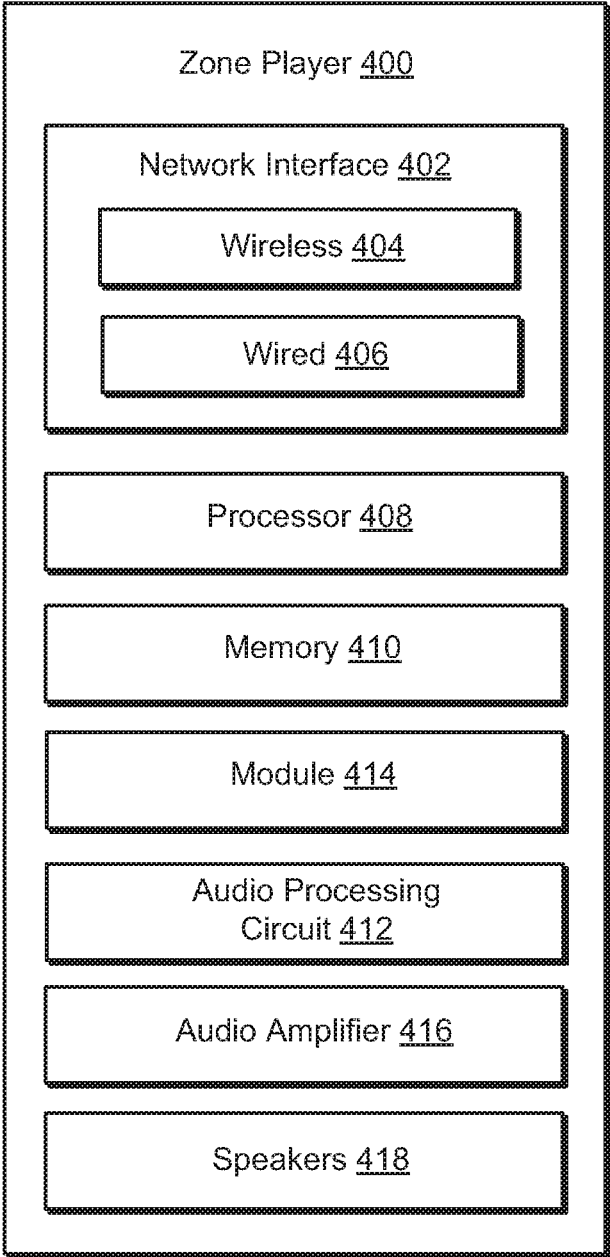 Zone Player 400
Network Interface 402
Wireless 404
Wired 406
Processor 408
Memory 410
Module 414
Audio Processing
Circuit 412
Audio Amplifier 416
Speakers 418